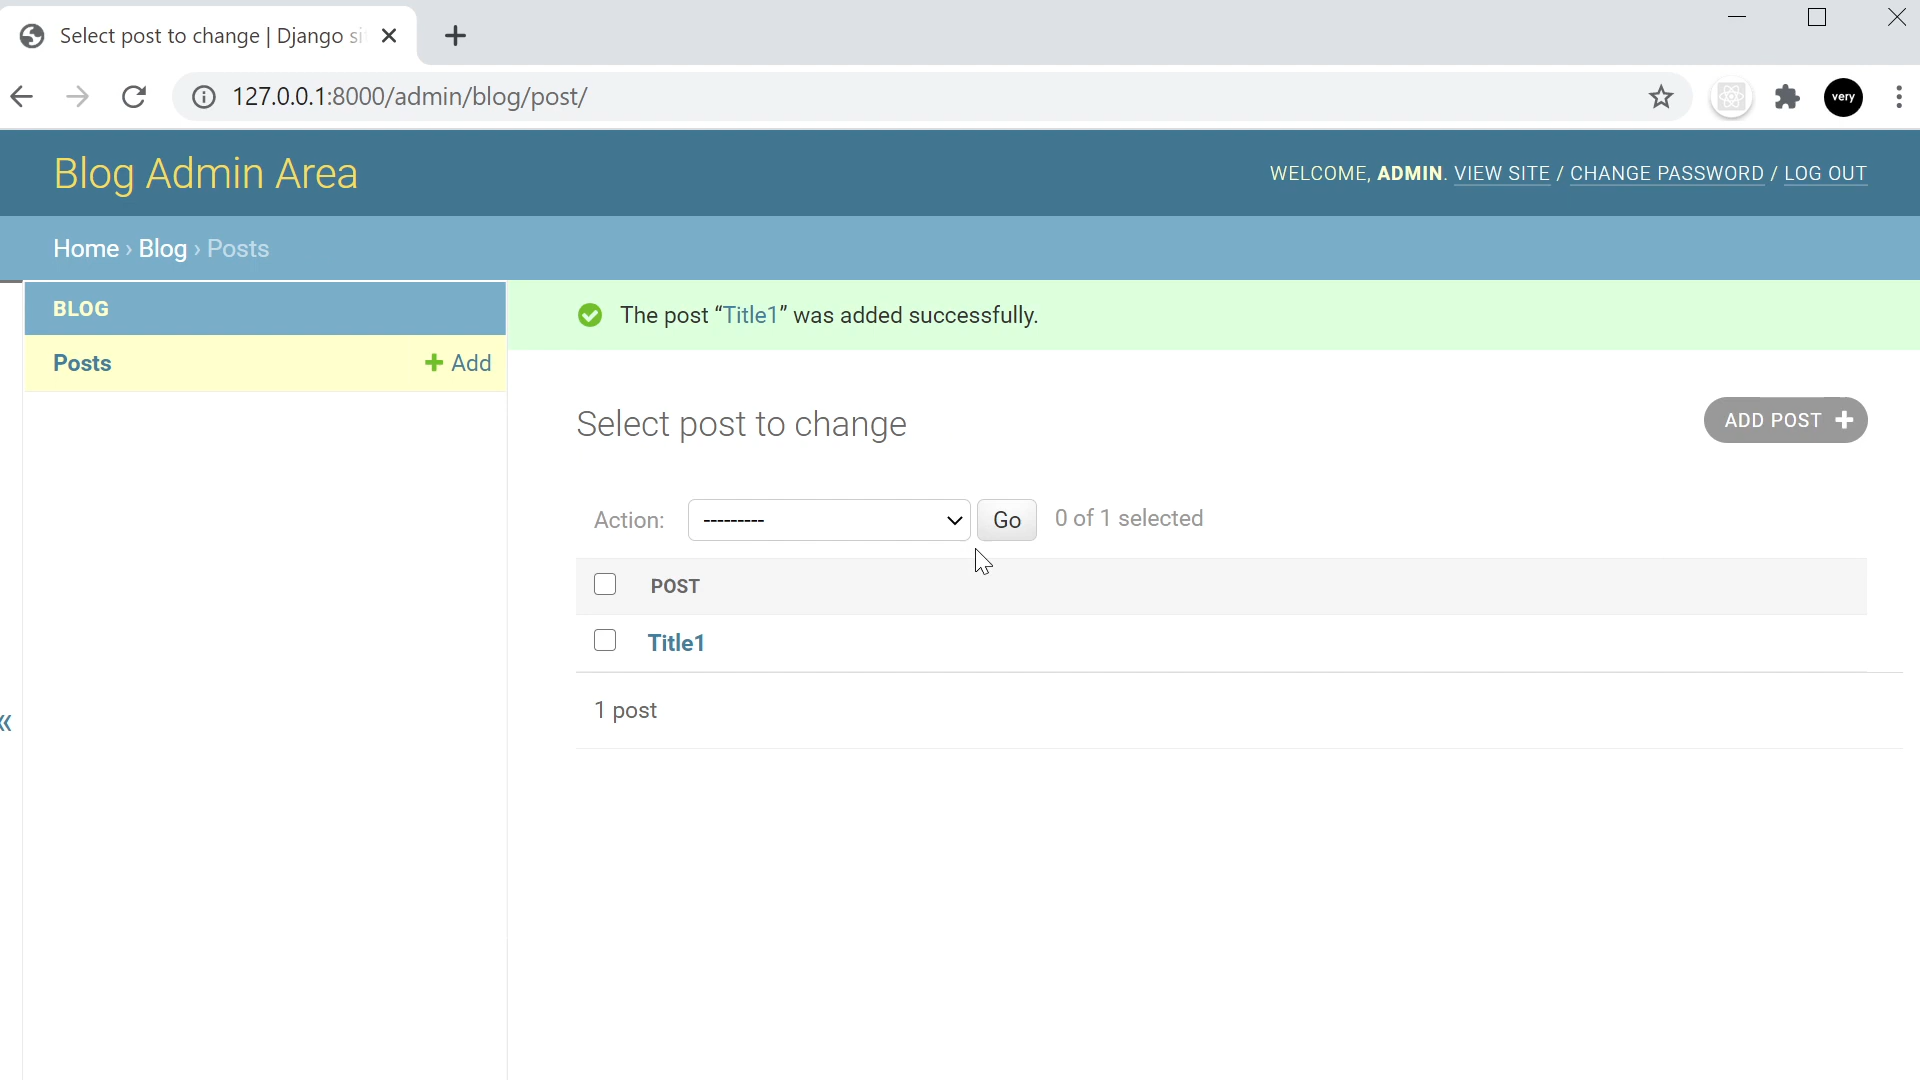 Select post to change | Django si
127.0.0.1:8000/admin/blog/post/
very
Blog Admin Area
WELCOME, ADMIN. VIEW SITE / CHANGE PASSWORD / LOG OUT
Home › Blog › Posts
BLOG
Posts
+ Add
The post “Title1” was added successfully.
Select post to change
ADD POST +
Action: --------- Go 0 of 1 selected
POST
Title1
1 post
«